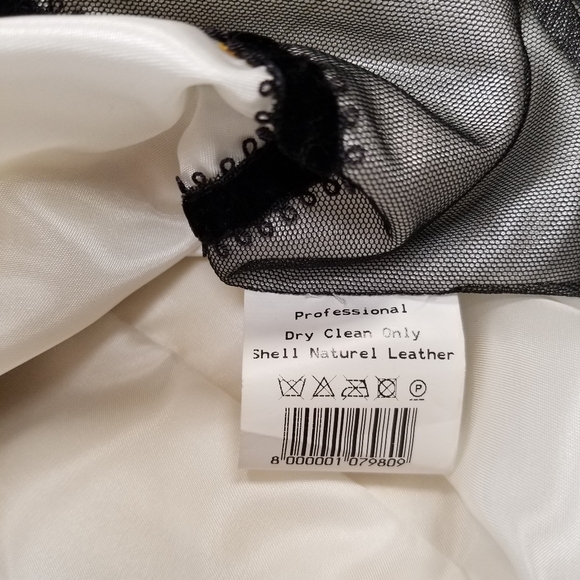 Professional
Dry Clean Only
Shell Naturel Leather
P
8 000001 079809